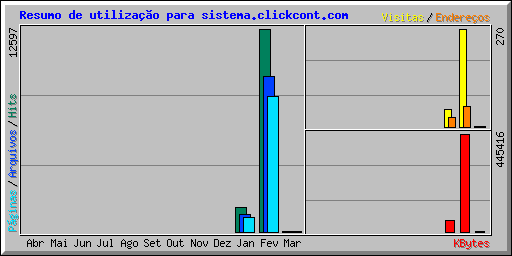 Resumo de utilização para sistema.clickcont.com
Visitas / Endereços
12597
270
Páginas / Arquivos / Hits
445416
Abr Mai Jun Jul Ago Set Out Nov Dez Jan Fev Mar
KBytes